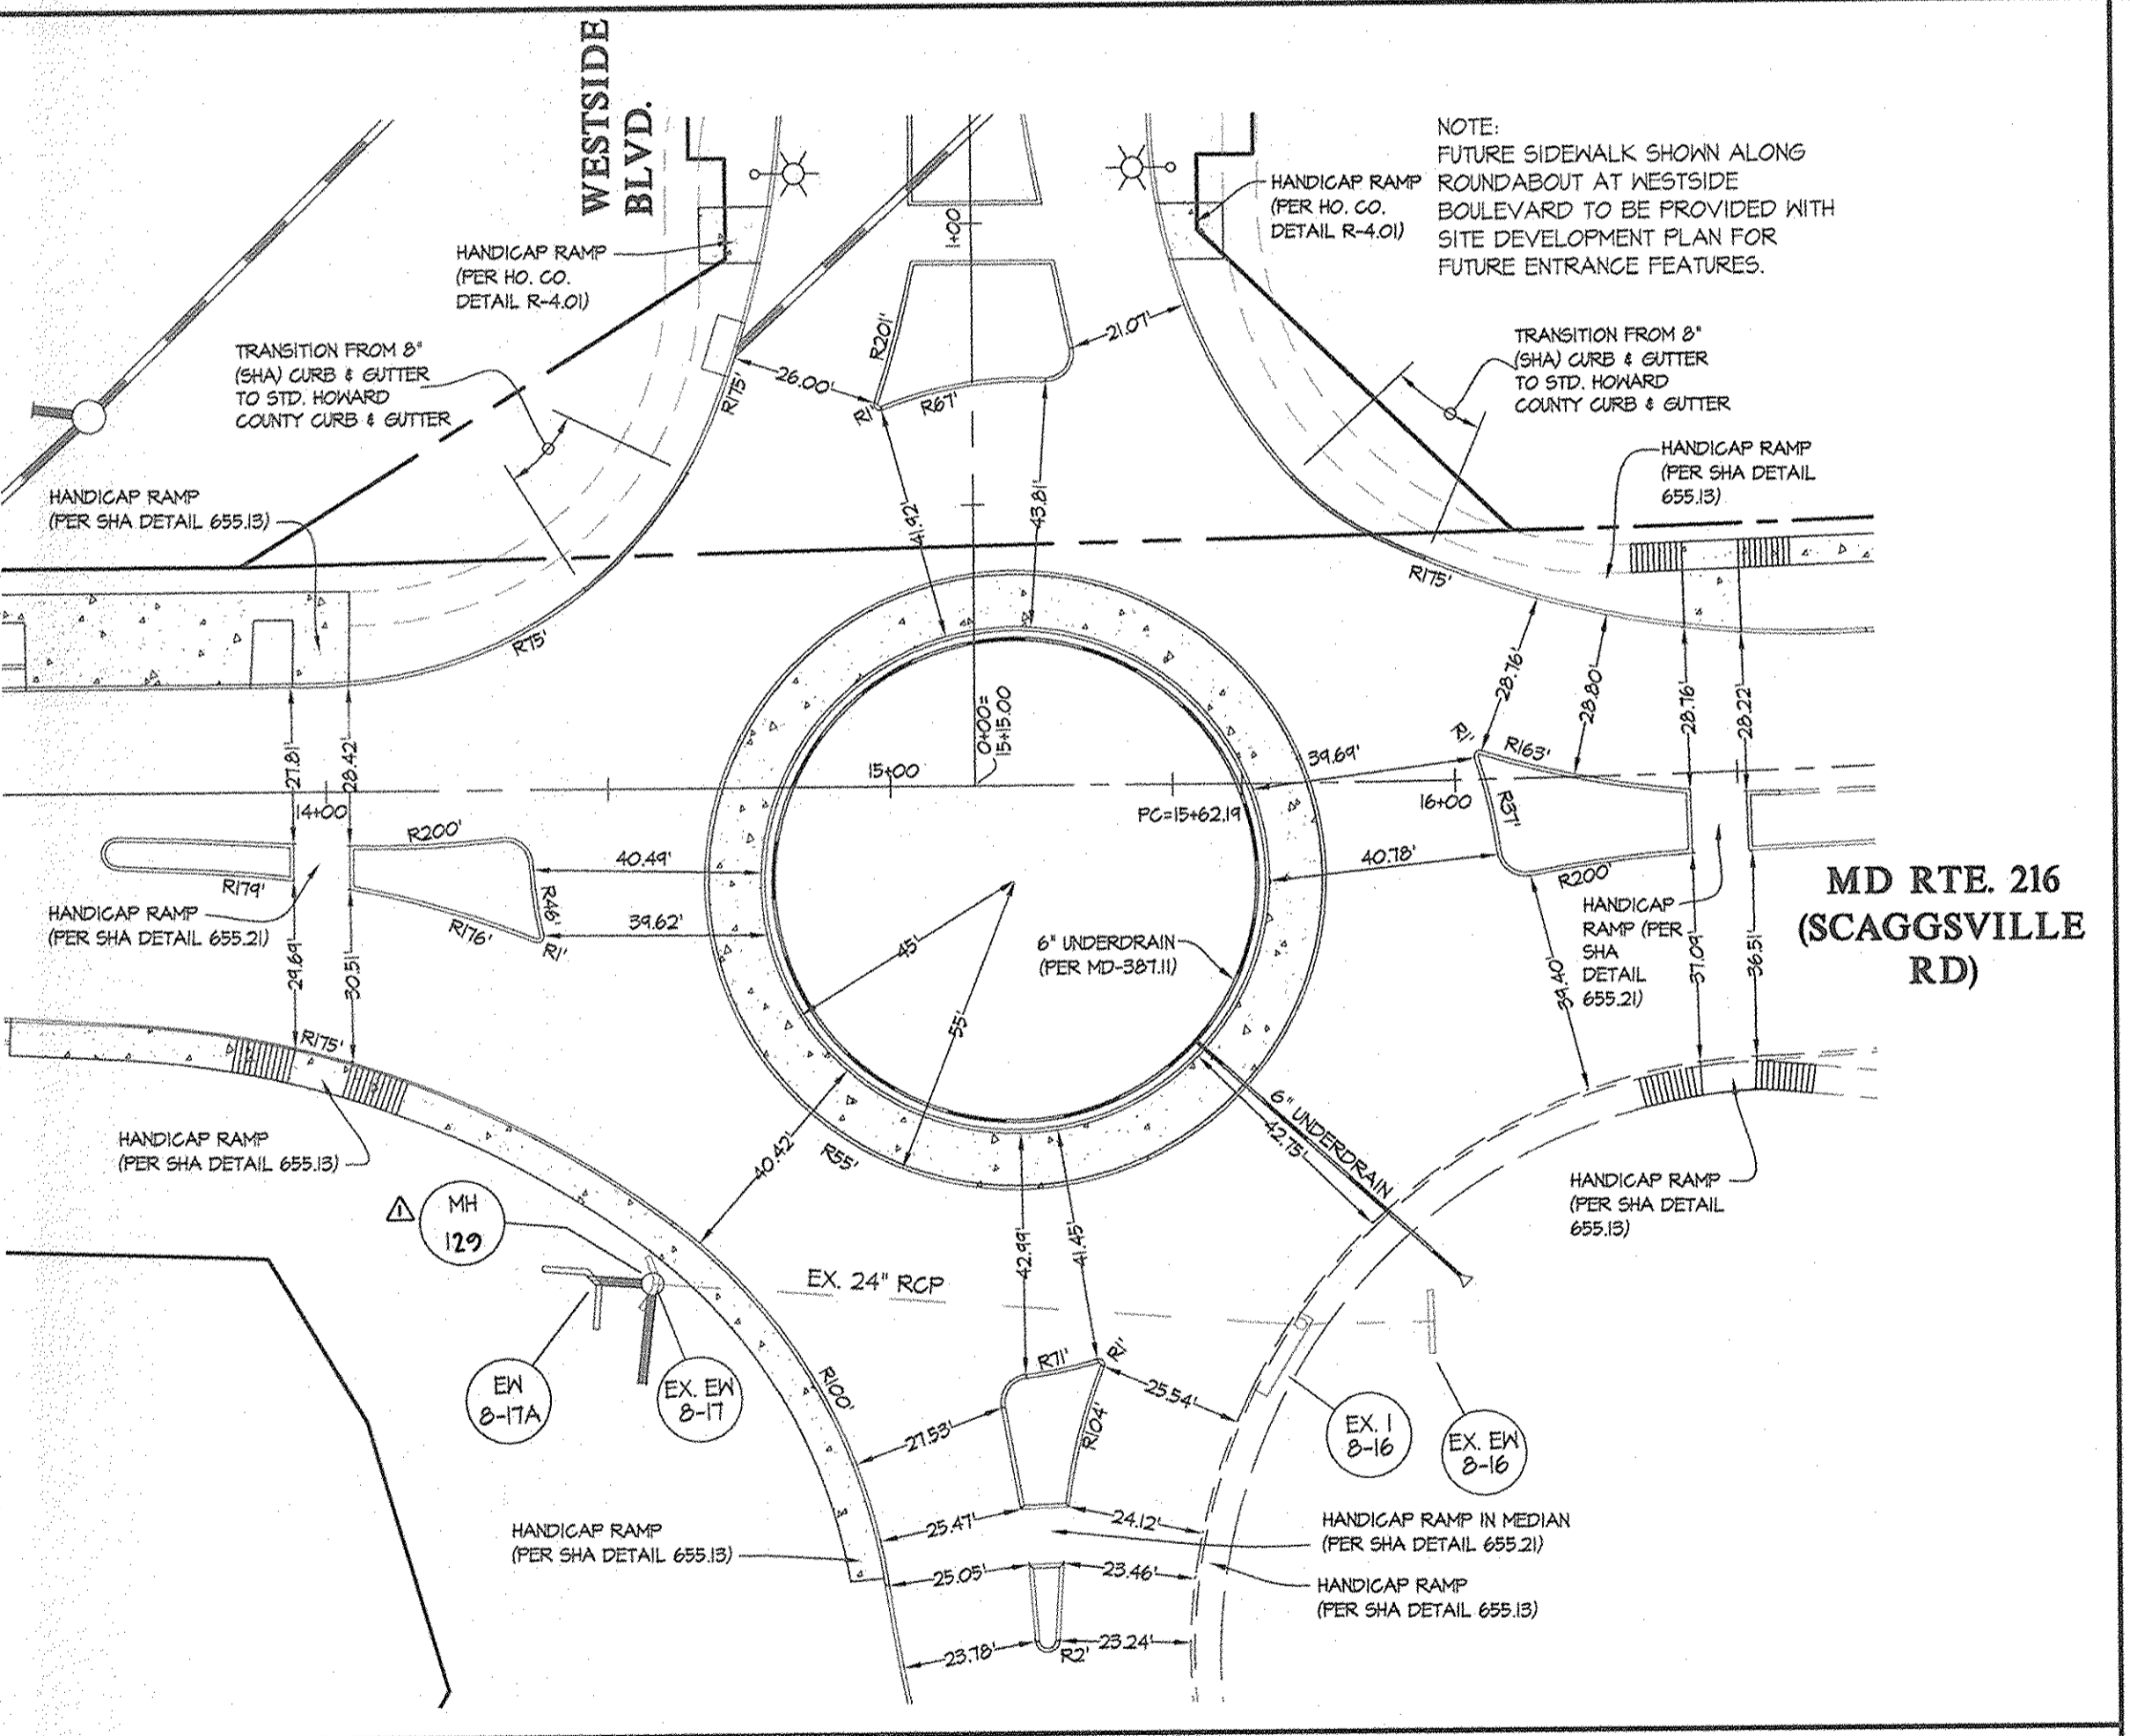 WESTSIDE
BLVD.
NOTE:
FUTURE SIDEWALK SHOWN ALONG
ROUNDABOUT AT WESTSIDE
BOULEVARD TO BE PROVIDED WITH
SITE DEVELOPMENT PLAN FOR
FUTURE ENTRANCE FEATURES.
HANDICAP RAMP
(PER HO. CO.
DETAIL R-4.01)
HANDICAP RAMP
(PER HO. CO.
DETAIL R-4.01)
1+00
TRANSITION FROM 8"
(SHA) CURB & GUTTER
TO STD. HOWARD
COUNTY CURB & GUTTER
TRANSITION FROM 8"
(SHA) CURB & GUTTER
TO STD. HOWARD
COUNTY CURB & GUTTER
R201'
21.07'
26.00'
R175'
R1'
R67'
HANDICAP RAMP
(PER SHA DETAIL 655.13)
HANDICAP RAMP
(PER SHA DETAIL
655.13)
41.92'
43.81'
R75'
R175'
28.76'
28.80'
28.76'
28.22'
27.81'
28.42'
0+00=
15+15.00
14+00
15+00
PC=15+62.19
39.69'
16+00
R1'
R163'
R37'
R200'
R179'
R176'
R46'
R1'
40.49'
39.62'
40.78'
R200'
HANDICAP RAMP
(PER SHA DETAIL 655.21)
29.69'
30.51'
45'
55'
6" UNDERDRAIN
(PER MD-387.11)
HANDICAP
RAMP (PER
SHA
DETAIL
655.21)
39.40'
37.09'
36.51'
MD RTE. 216
(SCAGGSVILLE
RD)
R175'
HANDICAP RAMP
(PER SHA DETAIL 655.13)
40.42'
R55'
6" UNDERDRAIN
42.75'
HANDICAP RAMP
(PER SHA DETAIL
655.13)
1
MH
129
42.99'
41.45'
EX. 24" RCP
EW
8-17A
EX. EW
8-17
R100'
R71'
R1'
R104'
25.54'
27.53'
EX. I
8-16
EX. EW
8-16
25.47'
24.12'
HANDICAP RAMP
(PER SHA DETAIL 655.13)
HANDICAP RAMP IN MEDIAN
(PER SHA DETAIL 655.21)
25.05'
23.46'
HANDICAP RAMP
(PER SHA DETAIL 655.13)
23.78'
R2'
23.24'